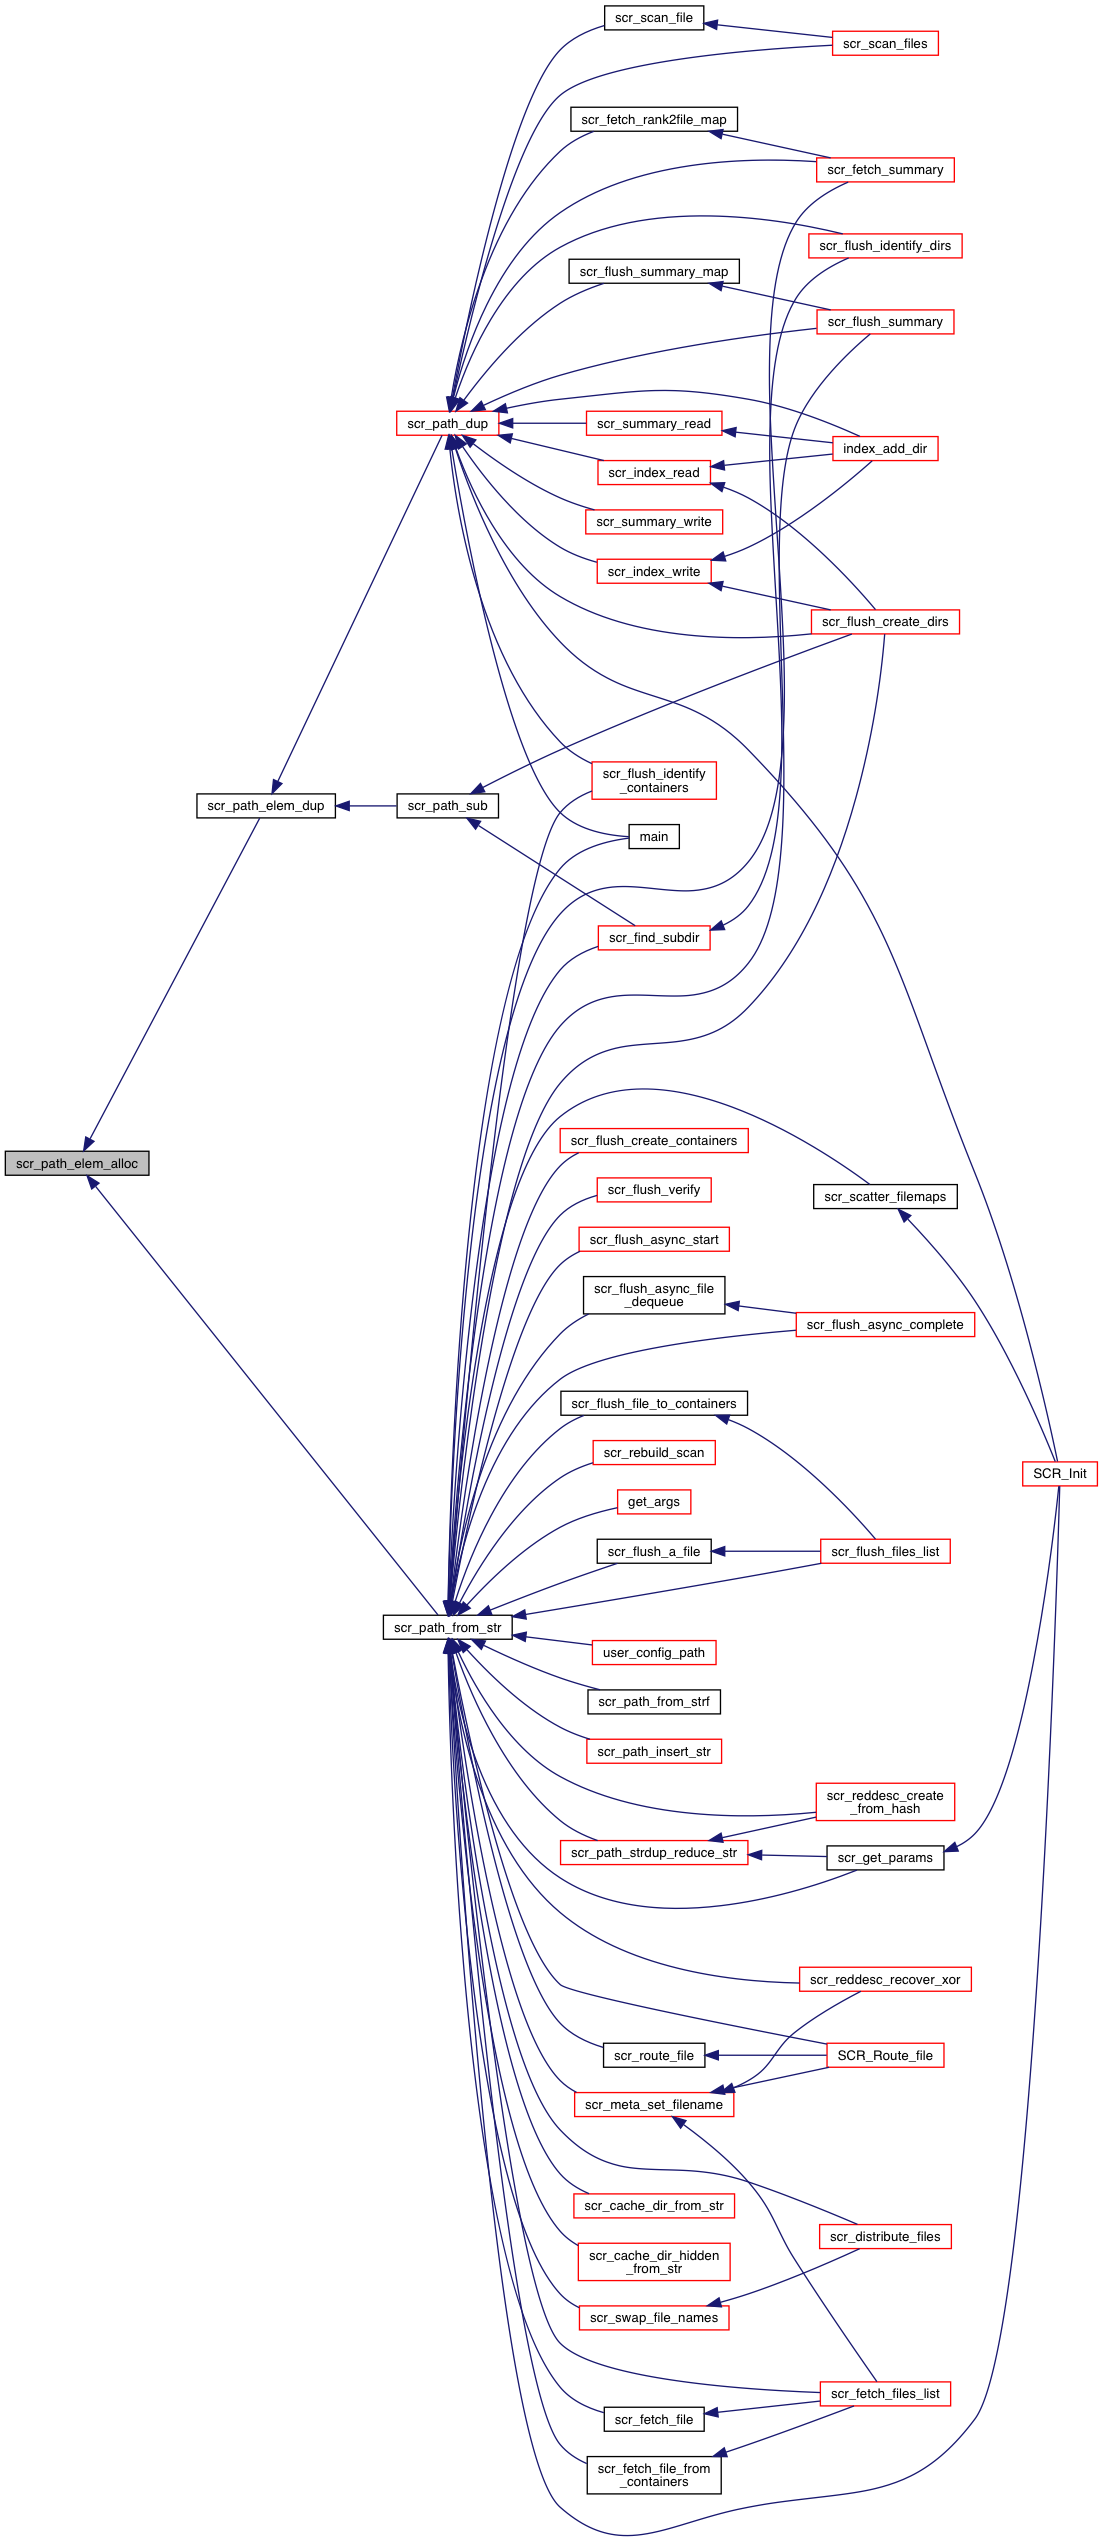 scr_scan_file
scr_scan_files
scr_fetch_rank2file_map
scr_fetch_summary
scr_flush_identify_dirs
scr_flush_summary_map
scr_flush_summary
scr_path_dup
scr_summary_read
index_add_dir
scr_index_read
scr_summary_write
scr_index_write
scr_flush_create_dirs
scr_flush_identify
_containers
scr_path_elem_dup
scr_path_sub
main
scr_find_subdir
scr_flush_create_containers
scr_path_elem_alloc
scr_flush_verify
scr_scatter_filemaps
scr_flush_async_start
scr_flush_async_file
_dequeue
scr_flush_async_complete
scr_flush_file_to_containers
scr_rebuild_scan
SCR_Init
get_args
scr_flush_a_file
scr_flush_files_list
scr_path_from_str
user_config_path
scr_path_from_strf
scr_path_insert_str
scr_reddesc_create
_from_hash
scr_path_strdup_reduce_str
scr_get_params
scr_reddesc_recover_xor
scr_route_file
SCR_Route_file
scr_meta_set_filename
scr_cache_dir_from_str
scr_distribute_files
scr_cache_dir_hidden
_from_str
scr_swap_file_names
scr_fetch_files_list
scr_fetch_file
scr_fetch_file_from
_containers